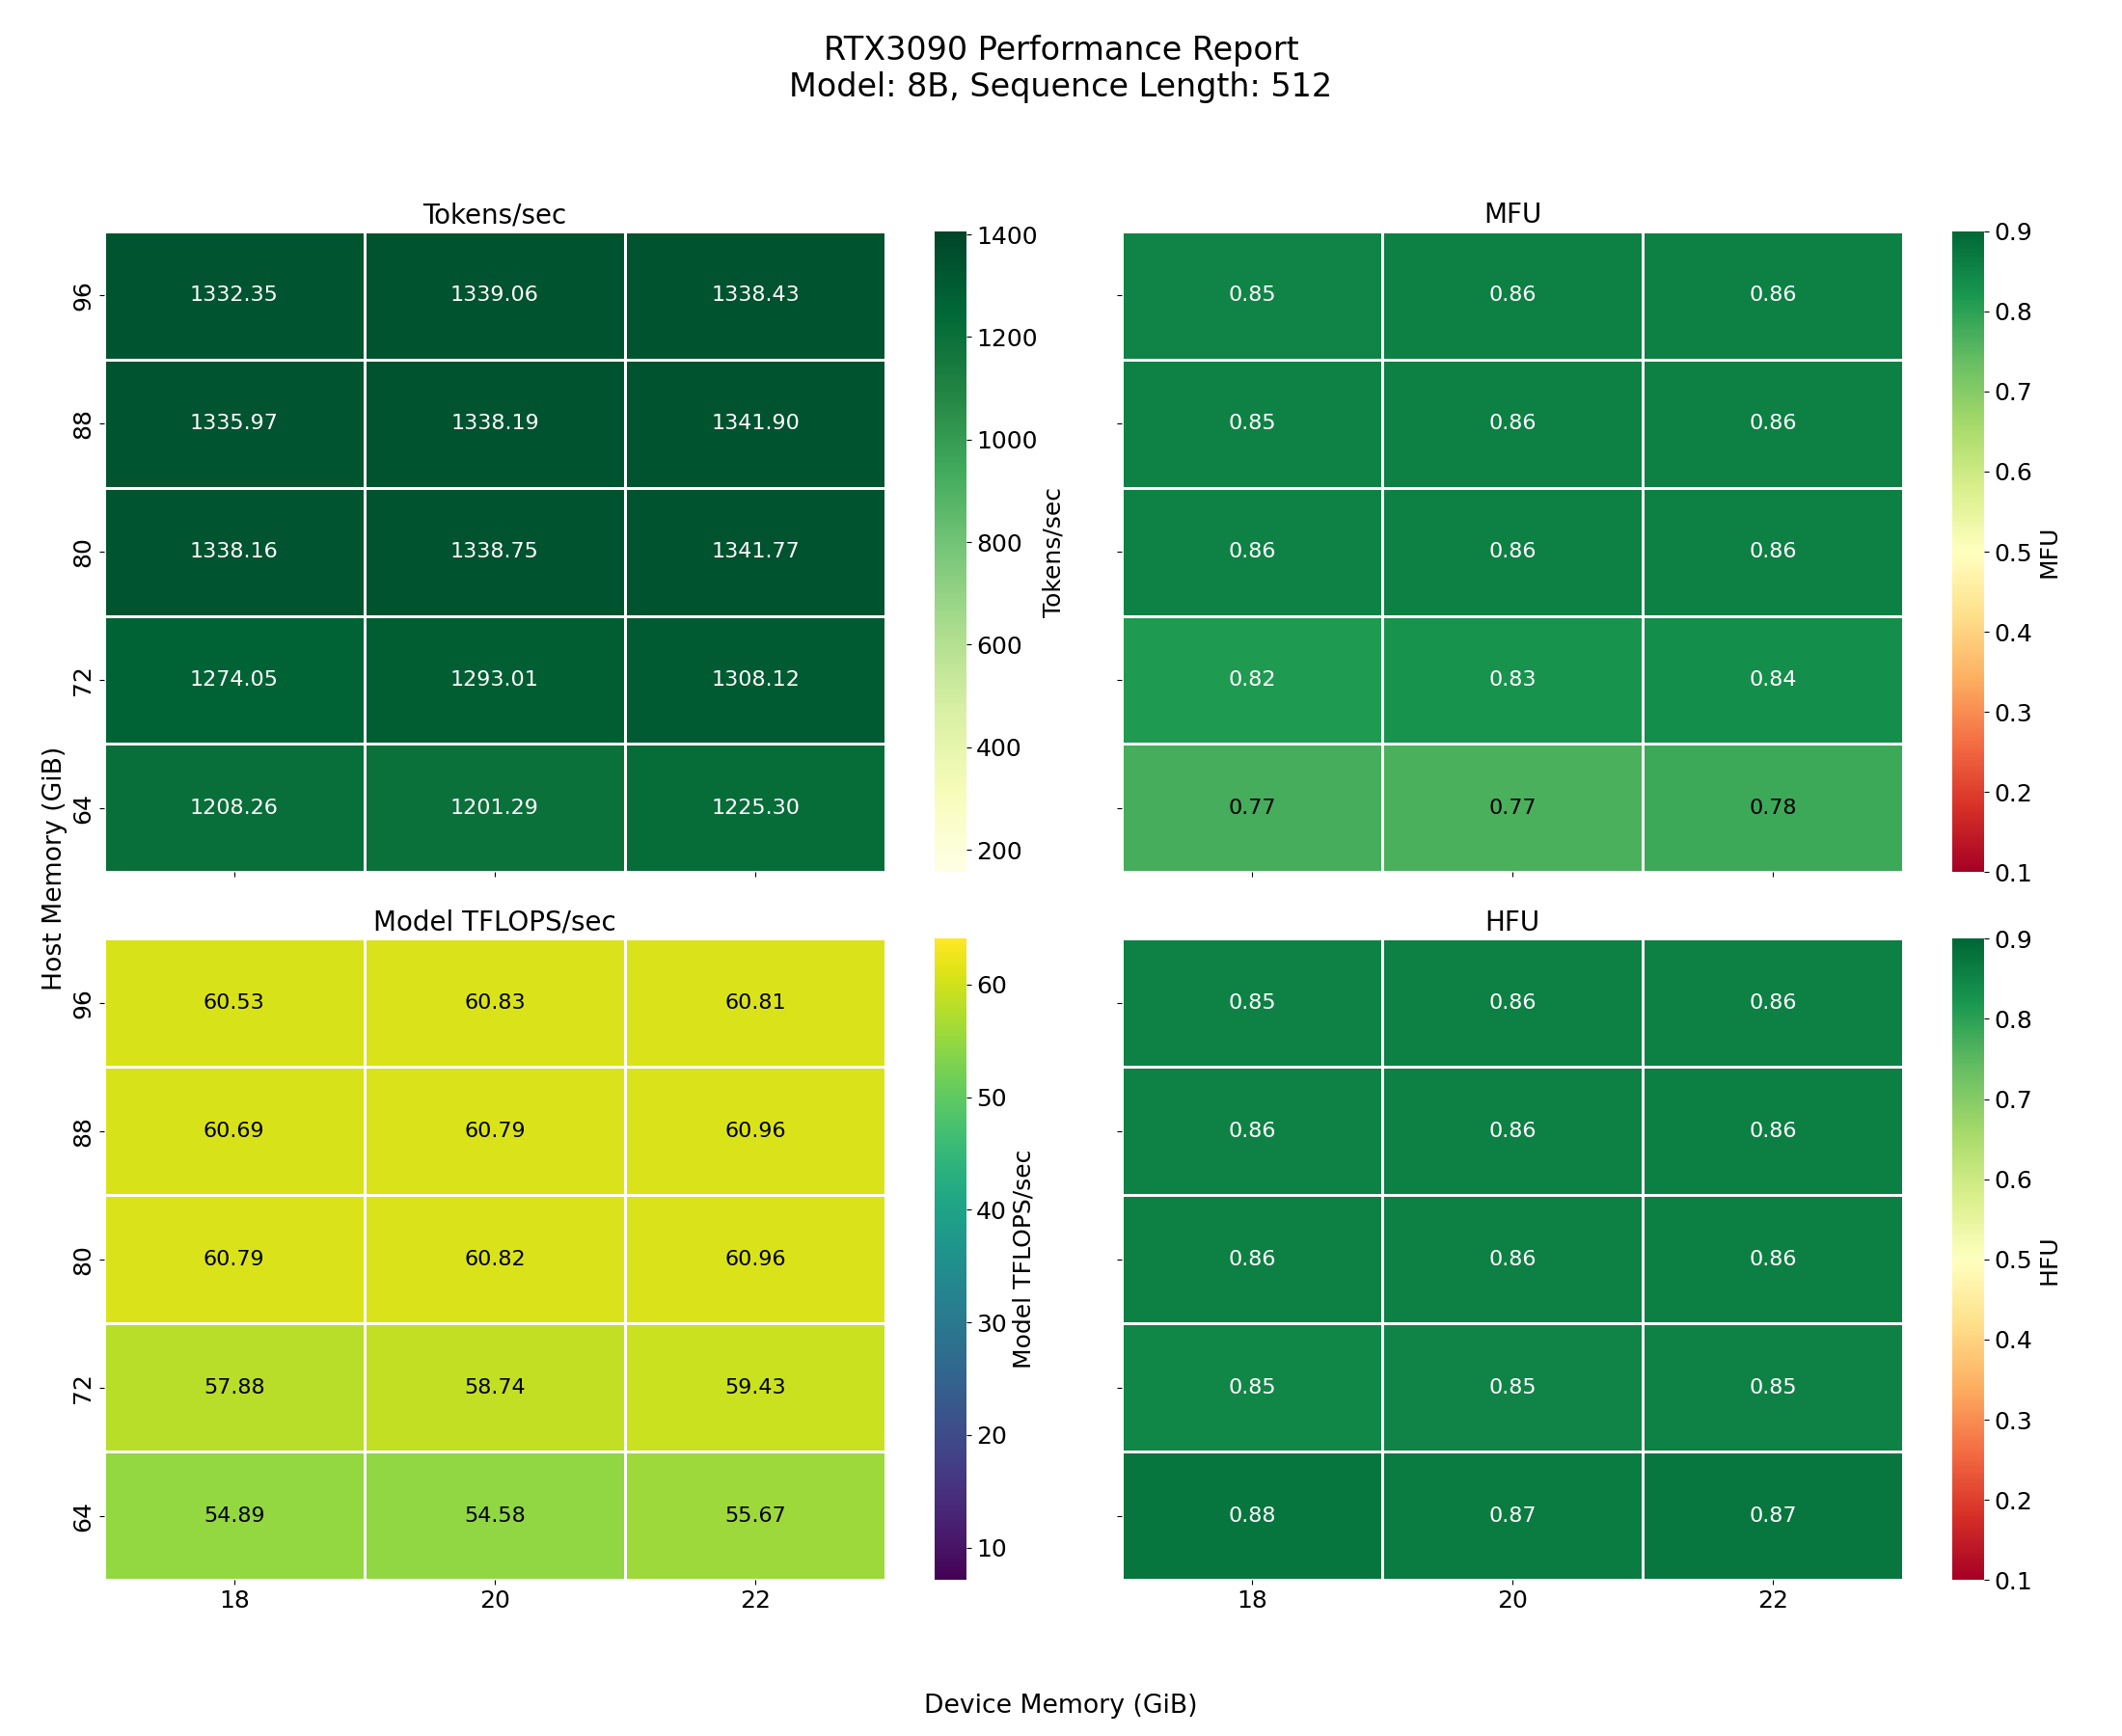 RTX3090 Performance Report
Model: 8B, Sequence Length: 512
Tokens/sec
96 1332.35 1339.06 1338.43
88 1335.97 1338.19 1341.90
80 1338.16 1338.75 1341.77
72 1274.05 1293.01 1308.12
64 1208.26 1201.29 1225.30
1400
1200
1000
800
600
400
200
Tokens/sec
MFU
0.85 0.86 0.86
0.85 0.86 0.86
0.86 0.86 0.86
0.82 0.83 0.84
0.77 0.77 0.78
0.9
0.8
0.7
0.6
0.5
0.4
0.3
0.2
0.1
MFU
Host Memory (GiB)
Model TFLOPS/sec
96 60.53 60.83 60.81
88 60.69 60.79 60.96
80 60.79 60.82 60.96
72 57.88 58.74 59.43
64 54.89 54.58 55.67
18 20 22
60
50
40
30
20
10
Model TFLOPS/sec
HFU
0.85 0.86 0.86
0.86 0.86 0.86
0.86 0.86 0.86
0.85 0.85 0.85
0.88 0.87 0.87
18 20 22
0.9
0.8
0.7
0.6
0.5
0.4
0.3
0.2
0.1
HFU
Device Memory (GiB)